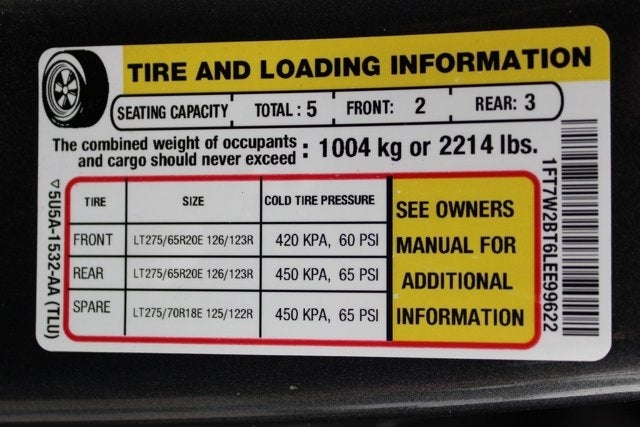 TIRE AND LOADING INFORMATION
SEATING CAPACITY TOTAL : 5 FRONT: 2 REAR: 3
The combined weight of occupants
and cargo should never exceed : 1004 kg or 2214 lbs.
TIRE SIZE COLD TIRE PRESSURE
FRONT LT275/65R20E 126/123R 420 KPA, 60 PSI
REAR LT275/65R20E 126/123R 450 KPA, 65 PSI
SPARE LT275/70R18E 125/122R 450 KPA, 65 PSI
SEE OWNERS
MANUAL FOR
ADDITIONAL
INFORMATION
▽5U5A-1532-AA (TLU)
1FT7W2BT6LEE99622